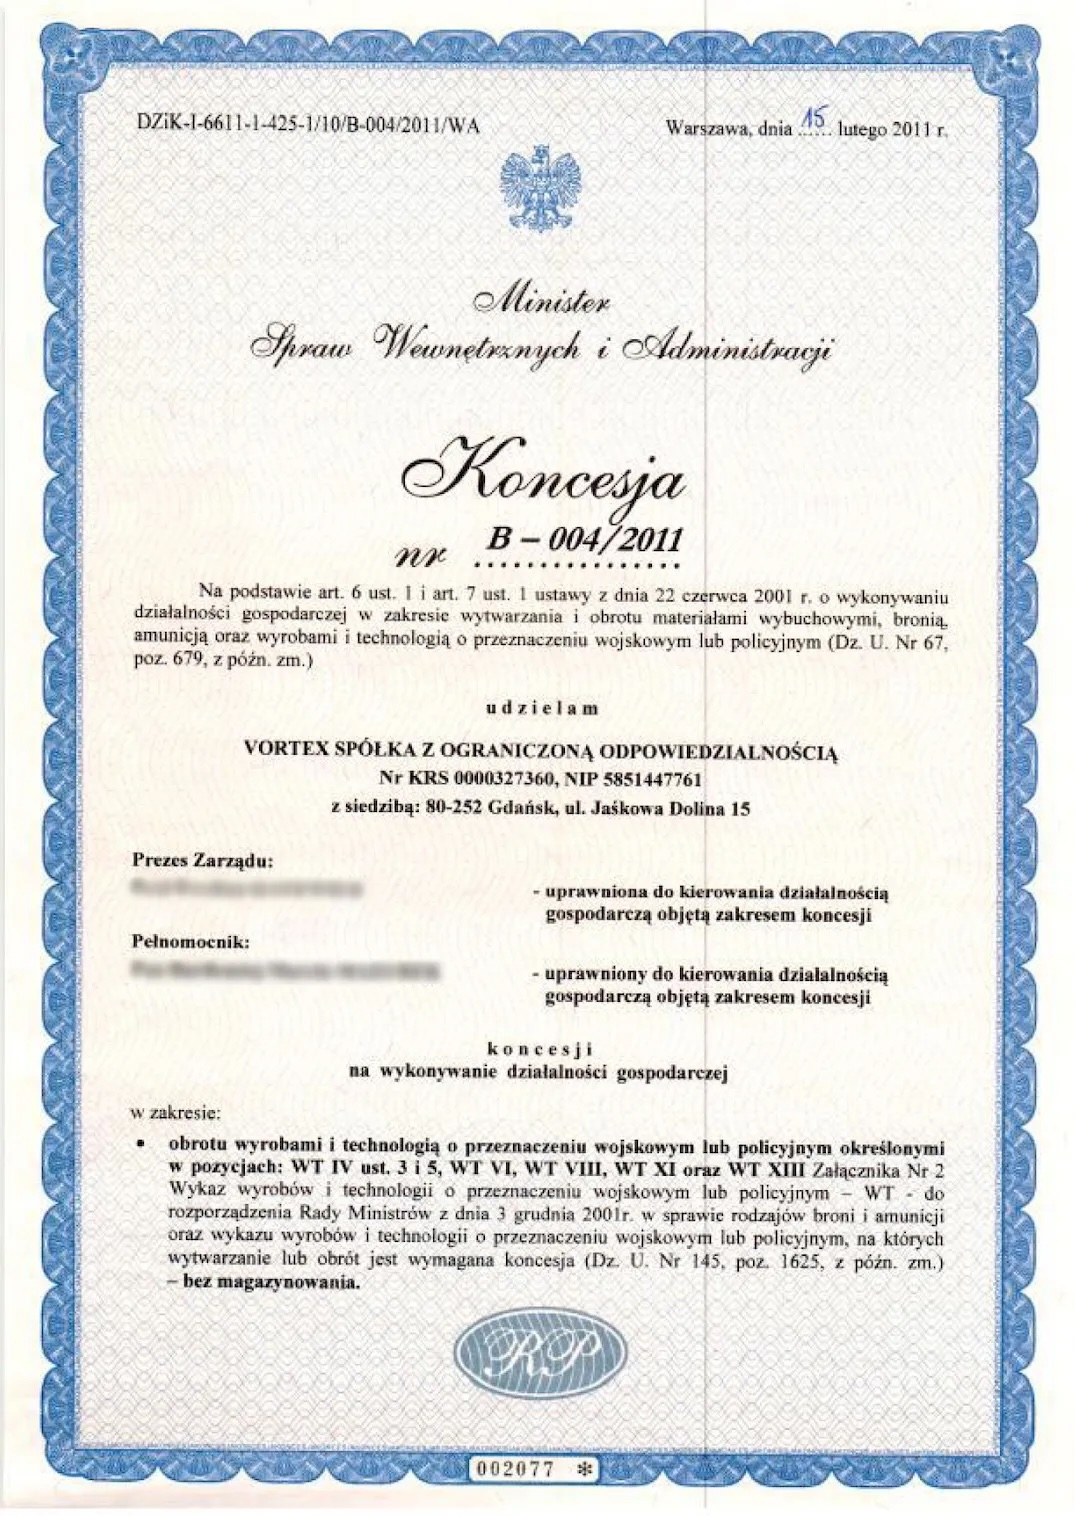 DZiK-I-6611-1-425-1/10/B-004/2011/WA
Warszawa, dnia 15 lutego 2011 r.
Minister
Spraw Wewnętrznych i Administracji
Koncesja
nr B – 004/2011
Na podstawie art. 6 ust. 1 i art. 7 ust. 1 ustawy z dnia 22 czerwca 2001 r. o wykonywaniu
działalności gospodarczej w zakresie wytwarzania i obrotu materiałami wybuchowymi, bronią,
amunicją oraz wyrobami i technologią o przeznaczeniu wojskowym lub policyjnym (Dz. U. Nr 67,
poz. 679, z późn. zm.)
udzielam
VORTEX SPÓŁKA Z OGRANICZONĄ ODPOWIEDZIALNOŚCIĄ
Nr KRS 0000327360, NIP 5851447761
z siedzibą: 80-252 Gdańsk, ul. Jaśkowa Dolina 15
Prezes Zarządu:
- uprawniona do kierowania działalnością
gospodarczą objętą zakresem koncesji
Pełnomocnik:
- uprawniony do kierowania działalnością
gospodarczą objętą zakresem koncesji
koncesji
na wykonywanie działalności gospodarczej
w zakresie:
• obrotu wyrobami i technologią o przeznaczeniu wojskowym lub policyjnym określonymi
w pozycjach: WT IV ust. 3 i 5, WT VI, WT VIII, WT XI oraz WT XIII Załącznika Nr 2
Wykaz wyrobów i technologii o przeznaczeniu wojskowym lub policyjnym – WT - do
rozporządzenia Rady Ministrów z dnia 3 grudnia 2001r. w sprawie rodzajów broni i amunicji
oraz wykazu wyrobów i technologii o przeznaczeniu wojskowym lub policyjnym, na których
wytwarzanie lub obrót jest wymagana koncesja (Dz. U. Nr 145, poz. 1625, z późn. zm.)
– bez magazynowania.
RP
002077 *